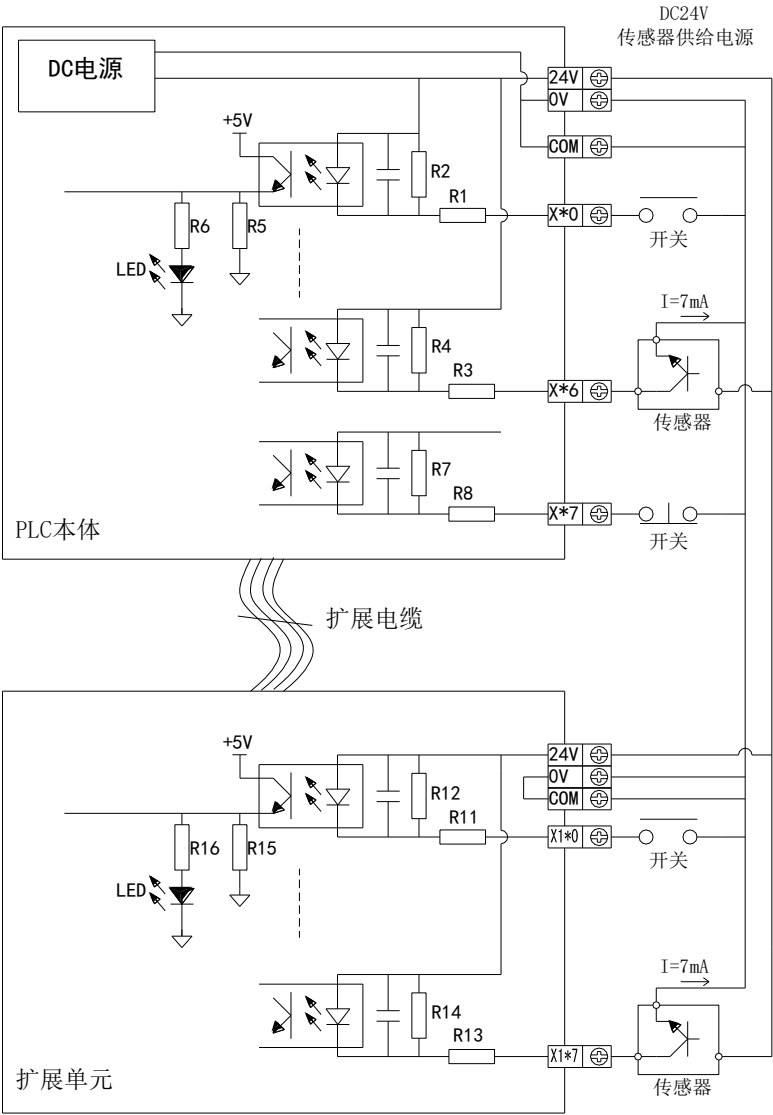 DC24V
传感器供给电源
DC电源
24V
0V
COM
+5V
R2
R1
X*0
开关
R6
R5
LED
I=7mA
R4
R3
X*6
传感器
R7
R8
X*7
开关
PLC本体
扩展电缆
+5V
24V
0V
COM
R12
R11
X1*0
开关
R16
R15
LED
I=7mA
R14
R13
X1*7
传感器
扩展单元